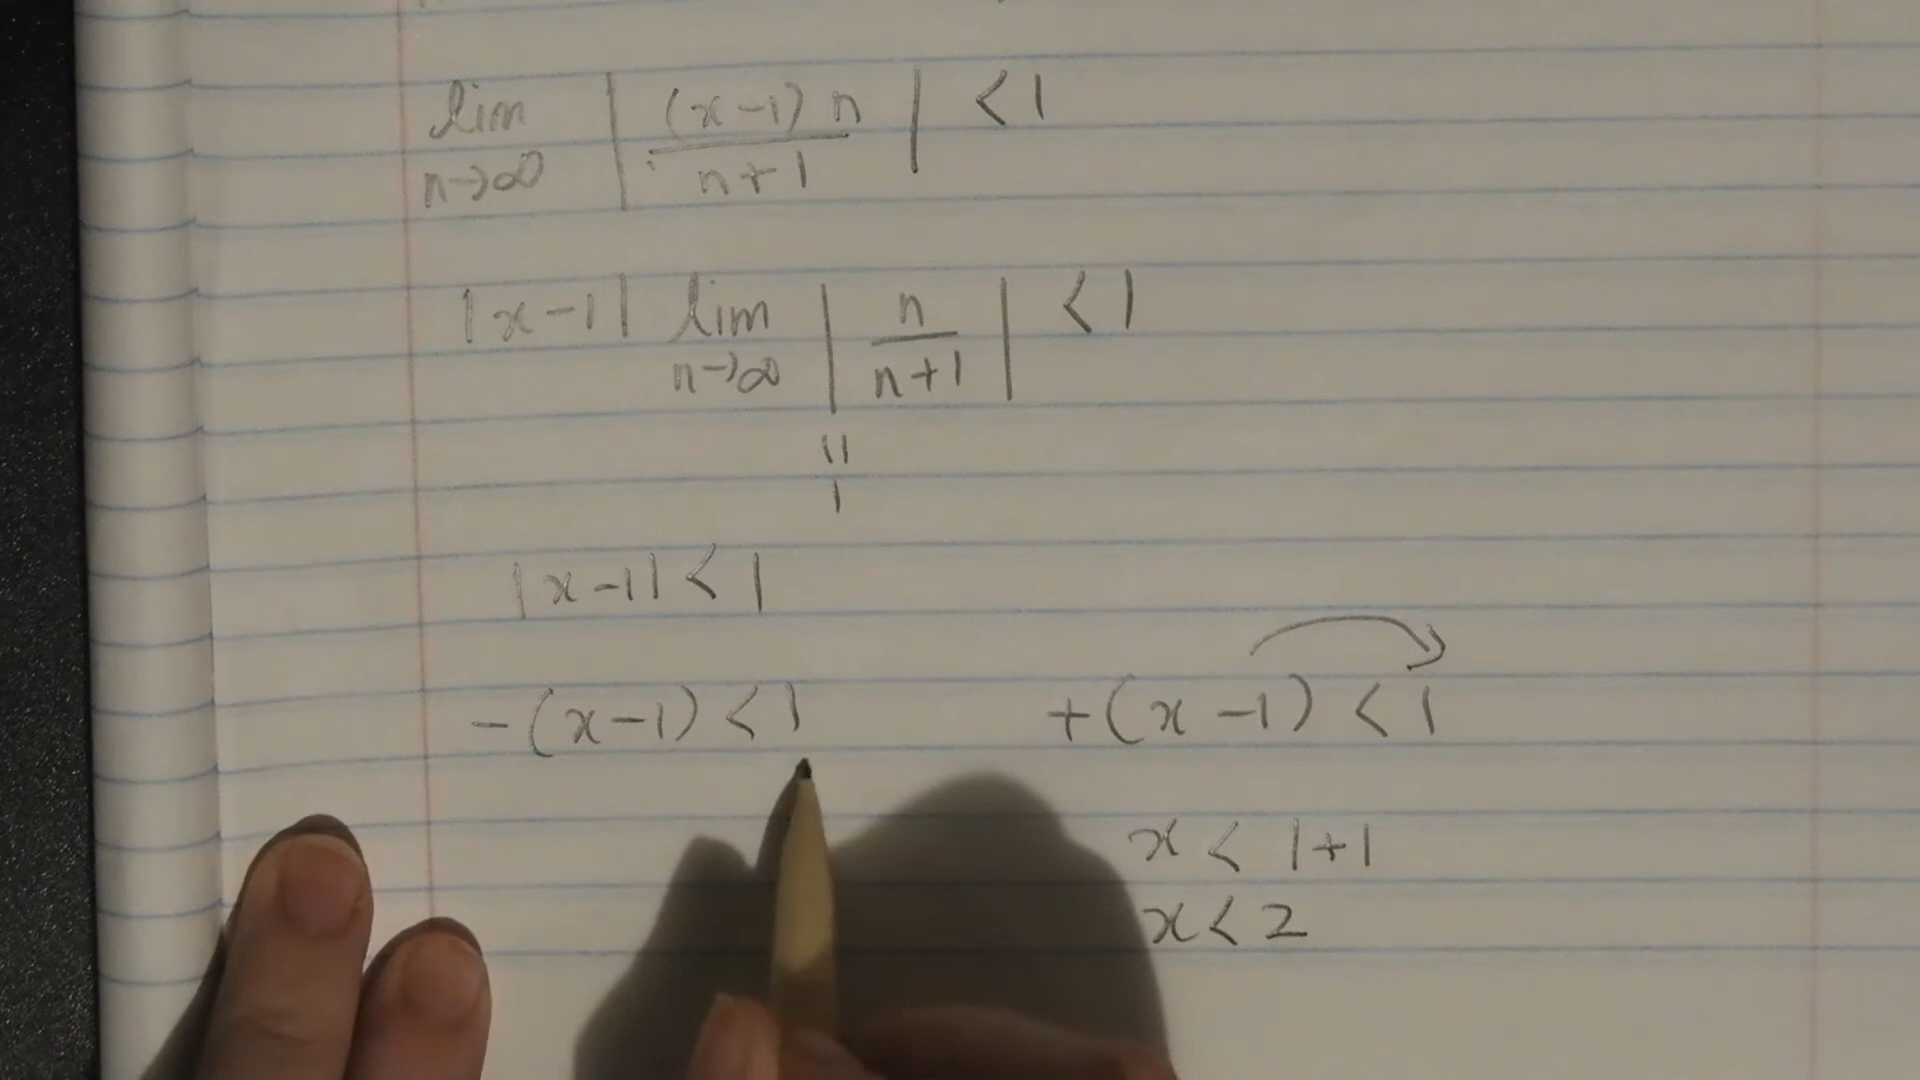 lim n→∞ | (x-1) n / n+1 | < 1
|x-1| lim n→∞ | n / n+1 | < 1
||
1
|x-1| < 1
-(x-1) < 1 +(x-1) < 1
x < 1+1
x < 2